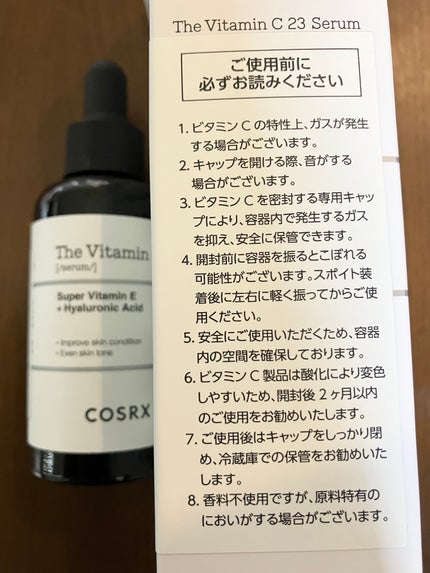 The Vitamin C 23 Serum
ご使用前に
必ずお読みください
1. ビタミンCの特性上、ガスが発生
する場合がございます。
2. キャップを開ける際、音がする
場合がございます。
3. ビタミンCを密封する専用キャッ
プにより、容器内で発生するガス
を抑え、安全に保管できます。
4. 開封前に容器を振るとこぼれる
可能性がございます。スポイト装
着後に左右に軽く振ってからご使
用ください。
5. 安全にご使用いただくため、容器
内の空間を確保しております。
6. ビタミンC製品は酸化により変色
しやすいため、開封後2ヶ月以内
のご使用をお勧めいたします。
7. ご使用後はキャップをしっかり閉
め、冷蔵庫での保管をお勧めいた
します。
8. 香料不使用ですが、原料特有の
においがする場合がございます。
The Vitamin
[/serum/]
Super Vitamin E
+ Hyaluronic Acid
- Improve skin condition
- Even skin tone
COSRX